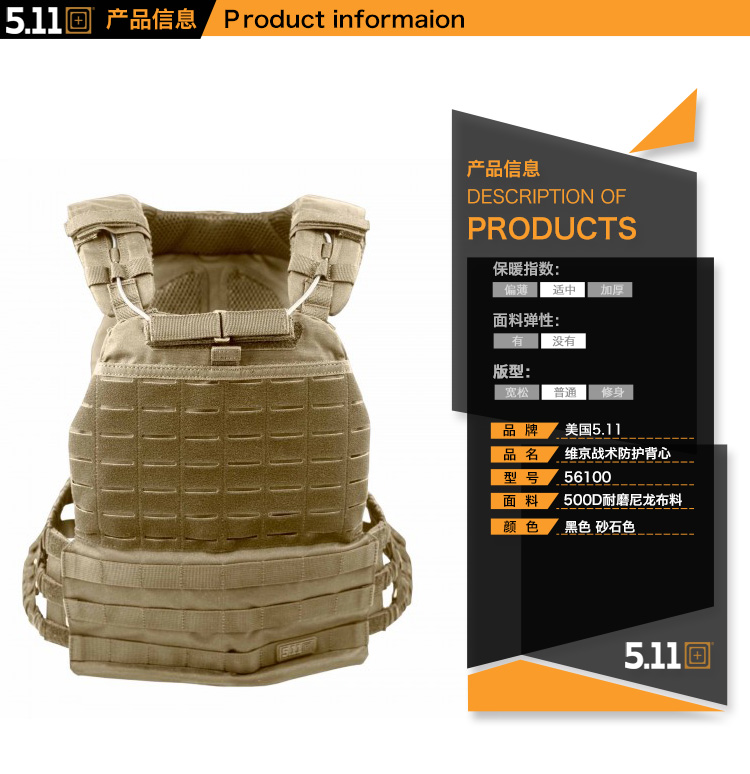 5.11 产品信息 Product informaion
产品信息
DESCRIPTION OF
PRODUCTS
保暖指数:
偏薄 适中 加厚
面料弹性:
有 没有
版型:
宽松 普通 修身
品 牌 美国5.11
品 名 维京战术防护背心
型 号 56100
面 料 500D耐磨尼龙布料
颜 色 黑色 砂石色
5.11
5.11